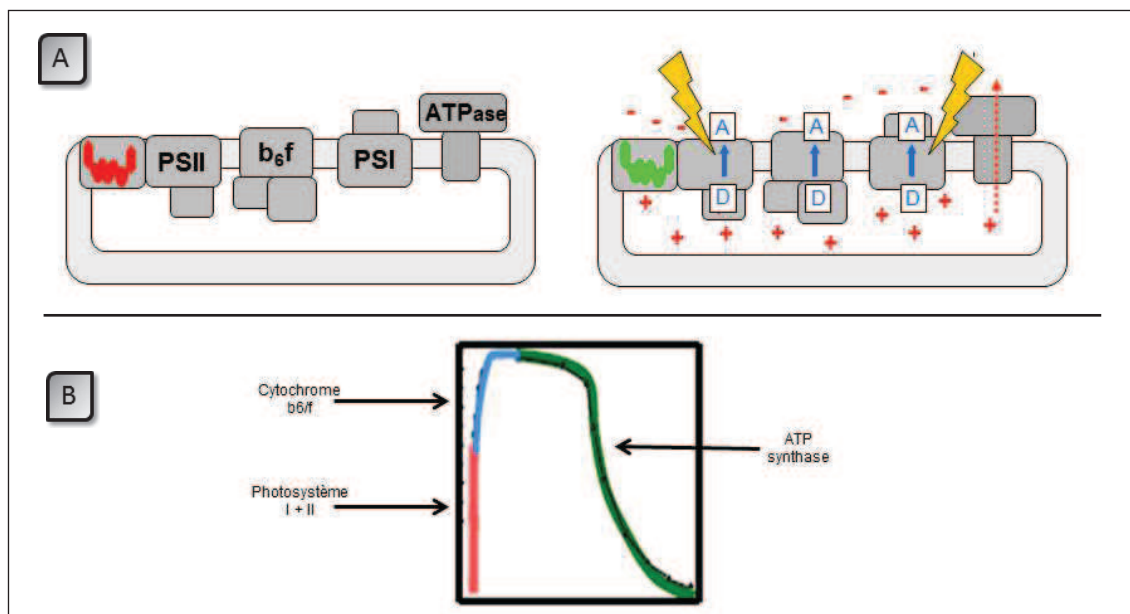 A
PSII
b₆f
PSI
ATPase
A
A
A
D
D
D
B
Cytochrome
b6/f
Photosystème
I + II
ATP
synthase